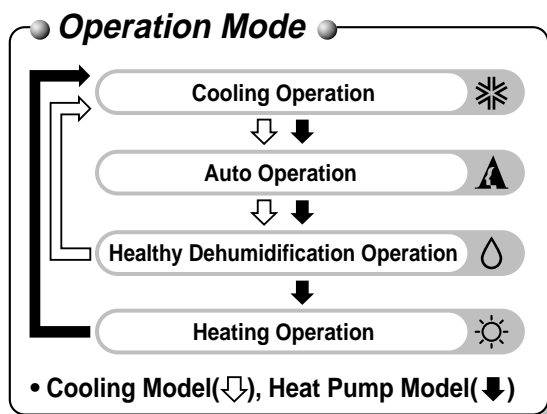 Operation Mode
Cooling Operation
Auto Operation
Healthy Dehumidification Operation
Heating Operation
• Cooling Model(⇩), Heat Pump Model(⬇)